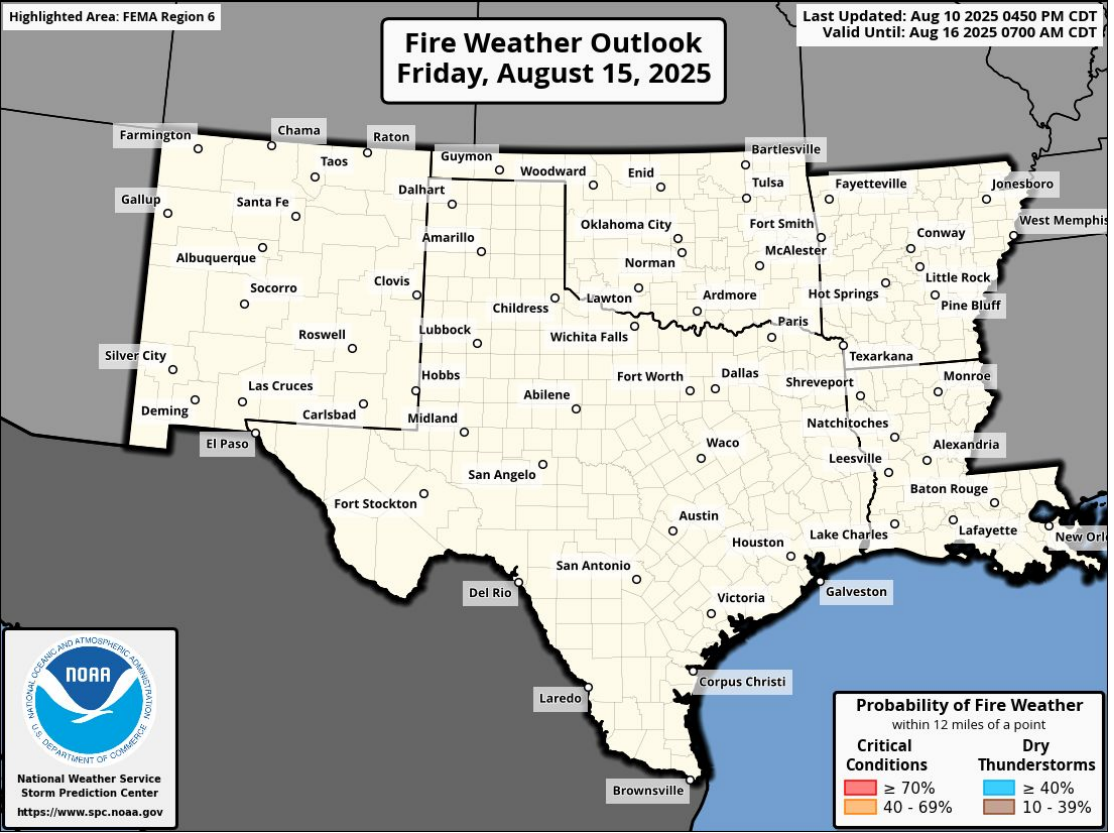 Highlighted Area: FEMA Region 6
Last Updated: Aug 10 2025 0450 PM CDT
Valid Until: Aug 16 2025 0700 AM CDT
Fire Weather Outlook
Friday, August 15, 2025
Farmington
Chama
Raton
Taos
Guymon
Woodward
Enid
Bartlesville
Tulsa
Fayetteville
Jonesboro
Gallup
Santa Fe
Dalhart
Oklahoma City
Fort Smith
West Memphis
Albuquerque
Amarillo
Norman
McAlester
Conway
Socorro
Clovis
Childress
Lawton
Ardmore
Hot Springs
Little Rock
Pine Bluff
Roswell
Lubbock
Wichita Falls
Paris
Texarkana
Silver City
Las Cruces
Hobbs
Abilene
Fort Worth
Dallas
Shreveport
Monroe
Deming
Carlsbad
Midland
Natchitoches
El Paso
San Angelo
Waco
Leesville
Alexandria
Fort Stockton
Austin
Baton Rouge
Houston
Lake Charles
Lafayette
New Orl
Del Rio
San Antonio
Victoria
Galveston
Laredo
Corpus Christi
Brownsville
NATIONAL OCEANIC AND ATMOSPHERIC ADMINISTRATION
NOAA
U.S. DEPARTMENT OF COMMERCE
National Weather Service
Storm Prediction Center
https://www.spc.noaa.gov
Probability of Fire Weather
within 12 miles of a point
Critical Conditions
Dry Thunderstorms
≥ 70%
≥ 40%
40 - 69%
10 - 39%